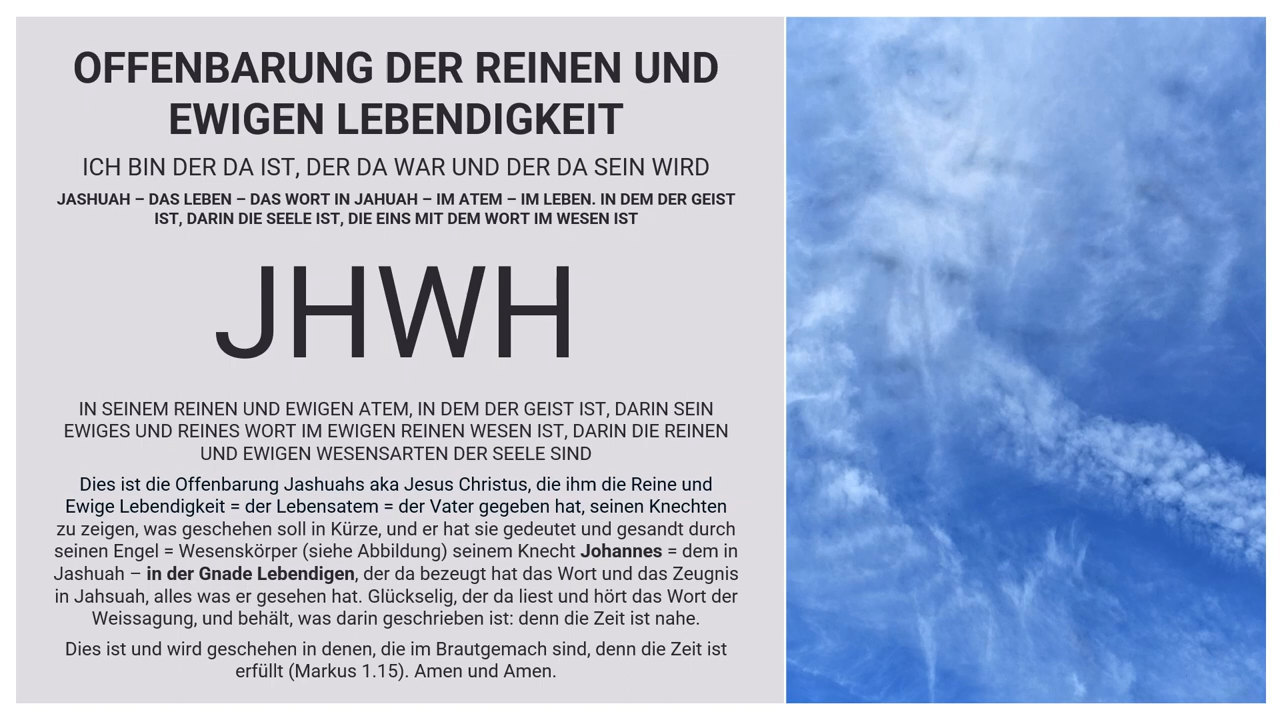 OFFENBARUNG DER REINEN UND
EWIGEN LEBENDIGKEIT
ICH BIN DER DA IST, DER DA WAR UND DER DA SEIN WIRD
JASHUAH – DAS LEBEN – DAS WORT IN JAHUAH – IM ATEM – IM LEBEN. IN DEM DER GEIST
IST, DARIN DIE SEELE IST, DIE EINS MIT DEM WORT IM WESEN IST
JHWH
IN SEINEM REINEN UND EWIGEN ATEM, IN DEM DER GEIST IST, DARIN SEIN
EWIGES UND REINES WORT IM EWIGEN REINEN WESEN IST, DARIN DIE REINEN
UND EWIGEN WESENSARTEN DER SEELE SIND
Dies ist die Offenbarung Jashuahs aka Jesus Christus, die ihm die Reine und
Ewige Lebendigkeit = der Lebensatem = der Vater gegeben hat, seinen Knechten
zu zeigen, was geschehen soll in Kürze, und er hat sie gedeutet und gesandt durch
seinen Engel = Wesenskörper (siehe Abbildung) seinem Knecht Johannes = dem in
Jashuah – in der Gnade Lebendigen, der da bezeugt hat das Wort und das Zeugnis
in Jahsuah, alles was er gesehen hat. Glückselig, der da liest und hört das Wort der
Weissagung, und behält, was darin geschrieben ist: denn die Zeit ist nahe.
Dies ist und wird geschehen in denen, die im Brautgemach sind, denn die Zeit ist
erfüllt (Markus 1.15). Amen und Amen.